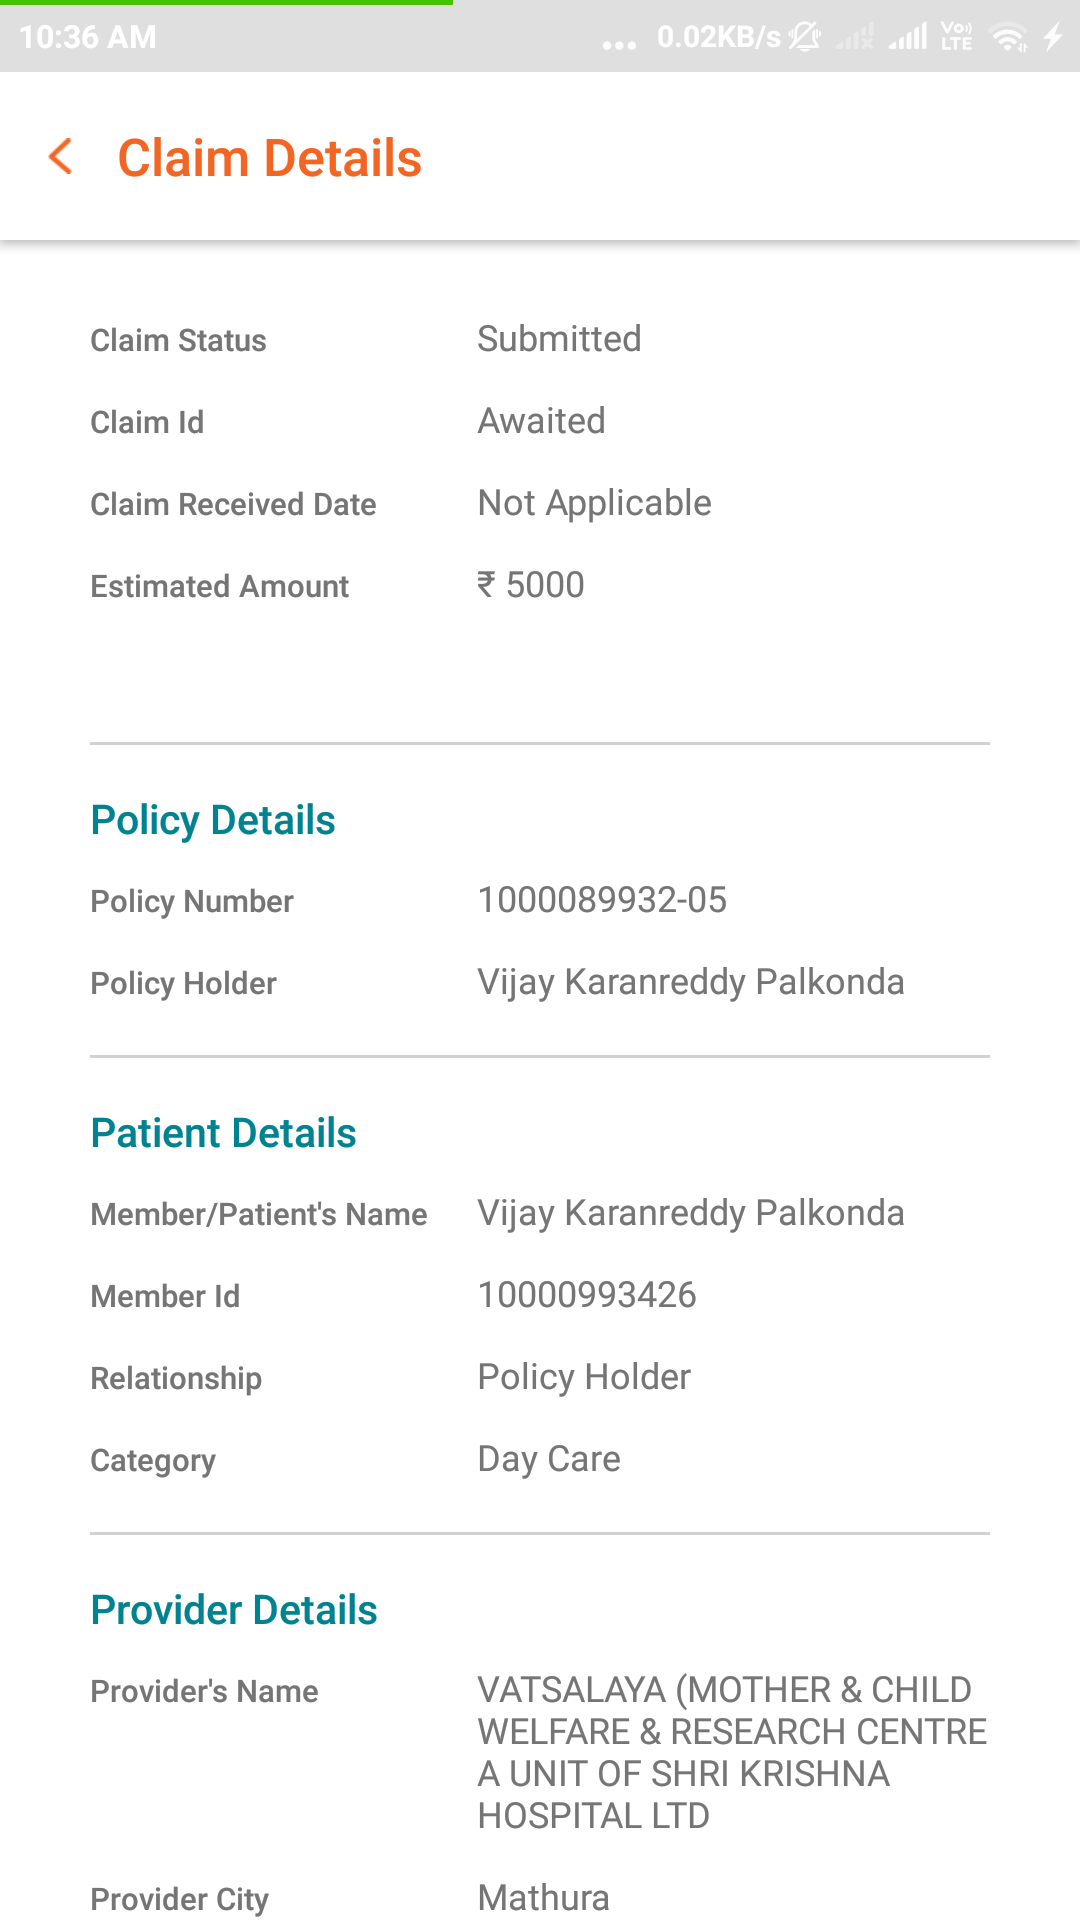 10:36 AM
... 0.02KB/s Vo)) LTE
Claim Details
Claim Status Submitted
Claim Id Awaited
Claim Received Date Not Applicable
Estimated Amount ₹ 5000
Policy Details
Policy Number 1000089932-05
Policy Holder Vijay Karanreddy Palkonda
Patient Details
Member/Patient's Name Vijay Karanreddy Palkonda
Member Id 10000993426
Relationship Policy Holder
Category Day Care
Provider Details
Provider's Name VATSALAYA (MOTHER & CHILD
WELFARE & RESEARCH CENTRE
A UNIT OF SHRI KRISHNA
HOSPITAL LTD
Provider City Mathura